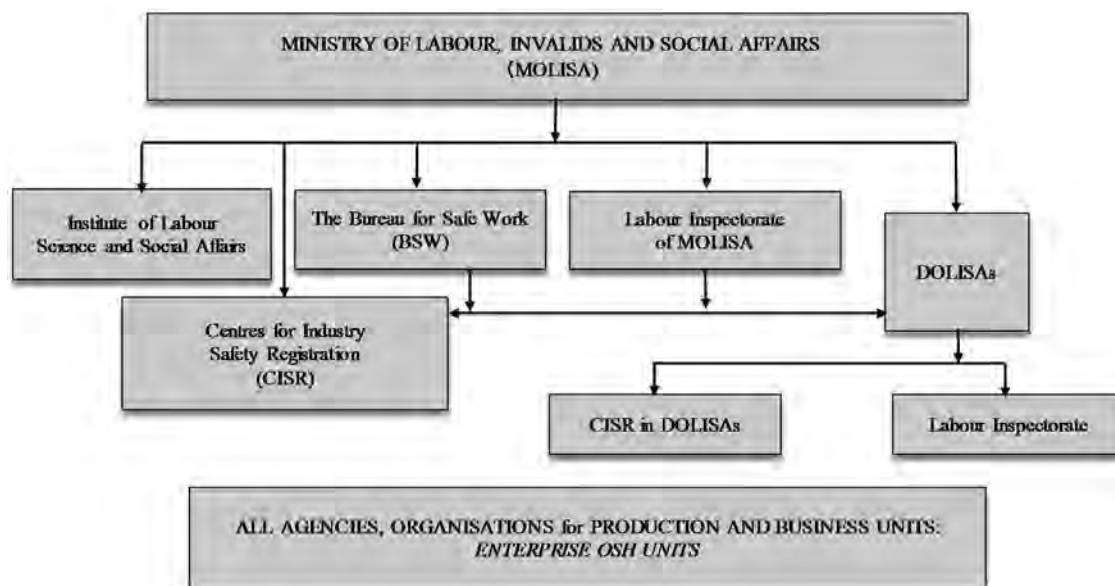 MINISTRY OF LABOUR, INVALIDS AND SOCIAL AFFAIRS
(MOLISA)
Institute of Labour
Science and Social Affairs
The Bureau for Safe Work
(BSW)
Labour Inspectorate
of MOLISA
DOLISAs
Centres for Industry
Safety Registration
(CISR)
CISR in DOLISAs
Labour Inspectorate
ALL AGENCIES, ORGANISATIONS for PRODUCTION AND BUSINESS UNITS:
ENTERPRISE OSH UNITS